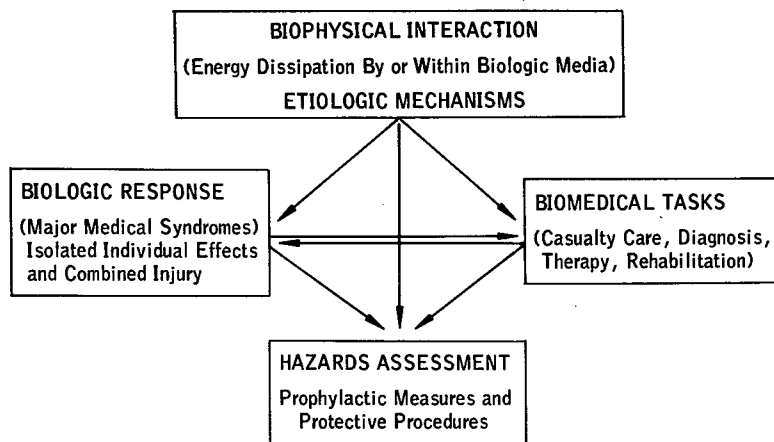 BIOPHYSICAL INTERACTION
(Energy Dissipation By or Within Biologic Media)
ETIOLOGIC MECHANISMS
BIOLOGIC RESPONSE
(Major Medical Syndromes)
Isolated Individual Effects
and Combined Injury
BIOMEDICAL TASKS
(Casualty Care, Diagnosis,
Therapy, Rehabilitation)
HAZARDS ASSESSMENT
Prophylactic Measures and
Protective Procedures